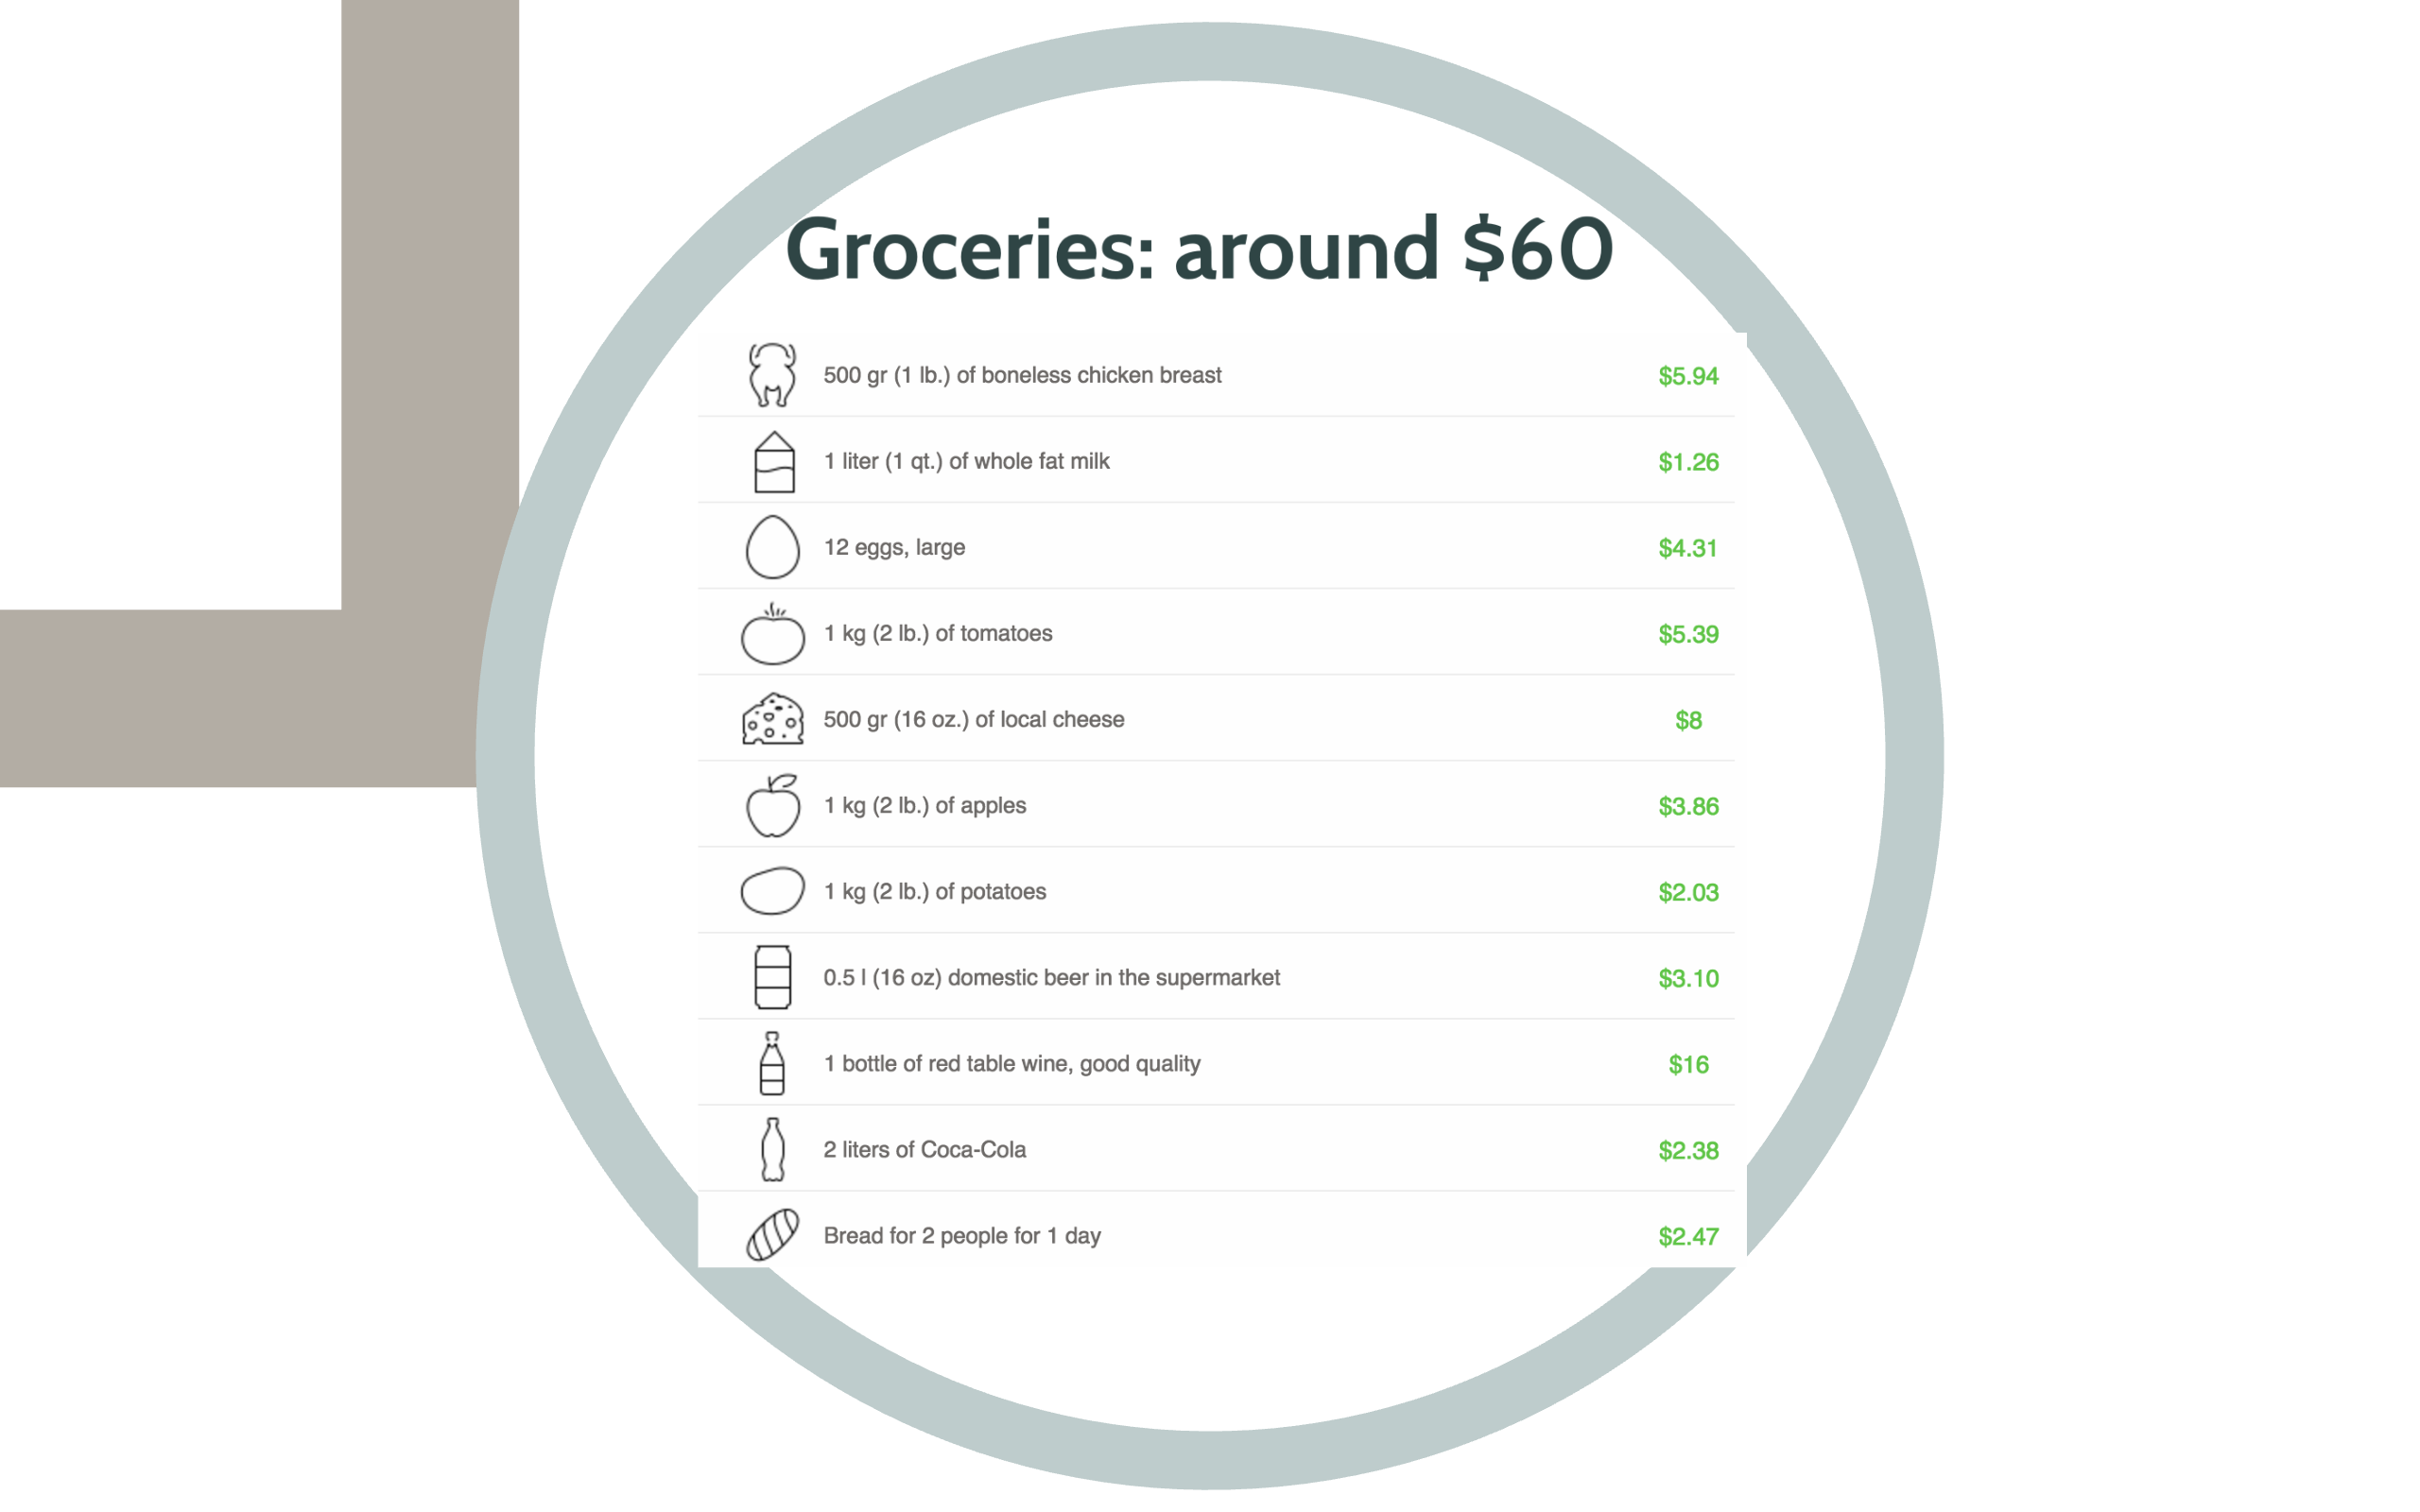 Groceries: around $60
500 gr (1 lb.) of boneless chicken breast $5.94
1 liter (1 qt.) of whole fat milk $1.26
12 eggs, large $4.31
1 kg (2 lb.) of tomatoes $5.39
500 gr (16 oz.) of local cheese $8
1 kg (2 lb.) of apples $3.86
1 kg (2 lb.) of potatoes $2.03
0.5 l (16 oz) domestic beer in the supermarket $3.10
1 bottle of red table wine, good quality $16
2 liters of Coca-Cola $2.38
Bread for 2 people for 1 day $2.47